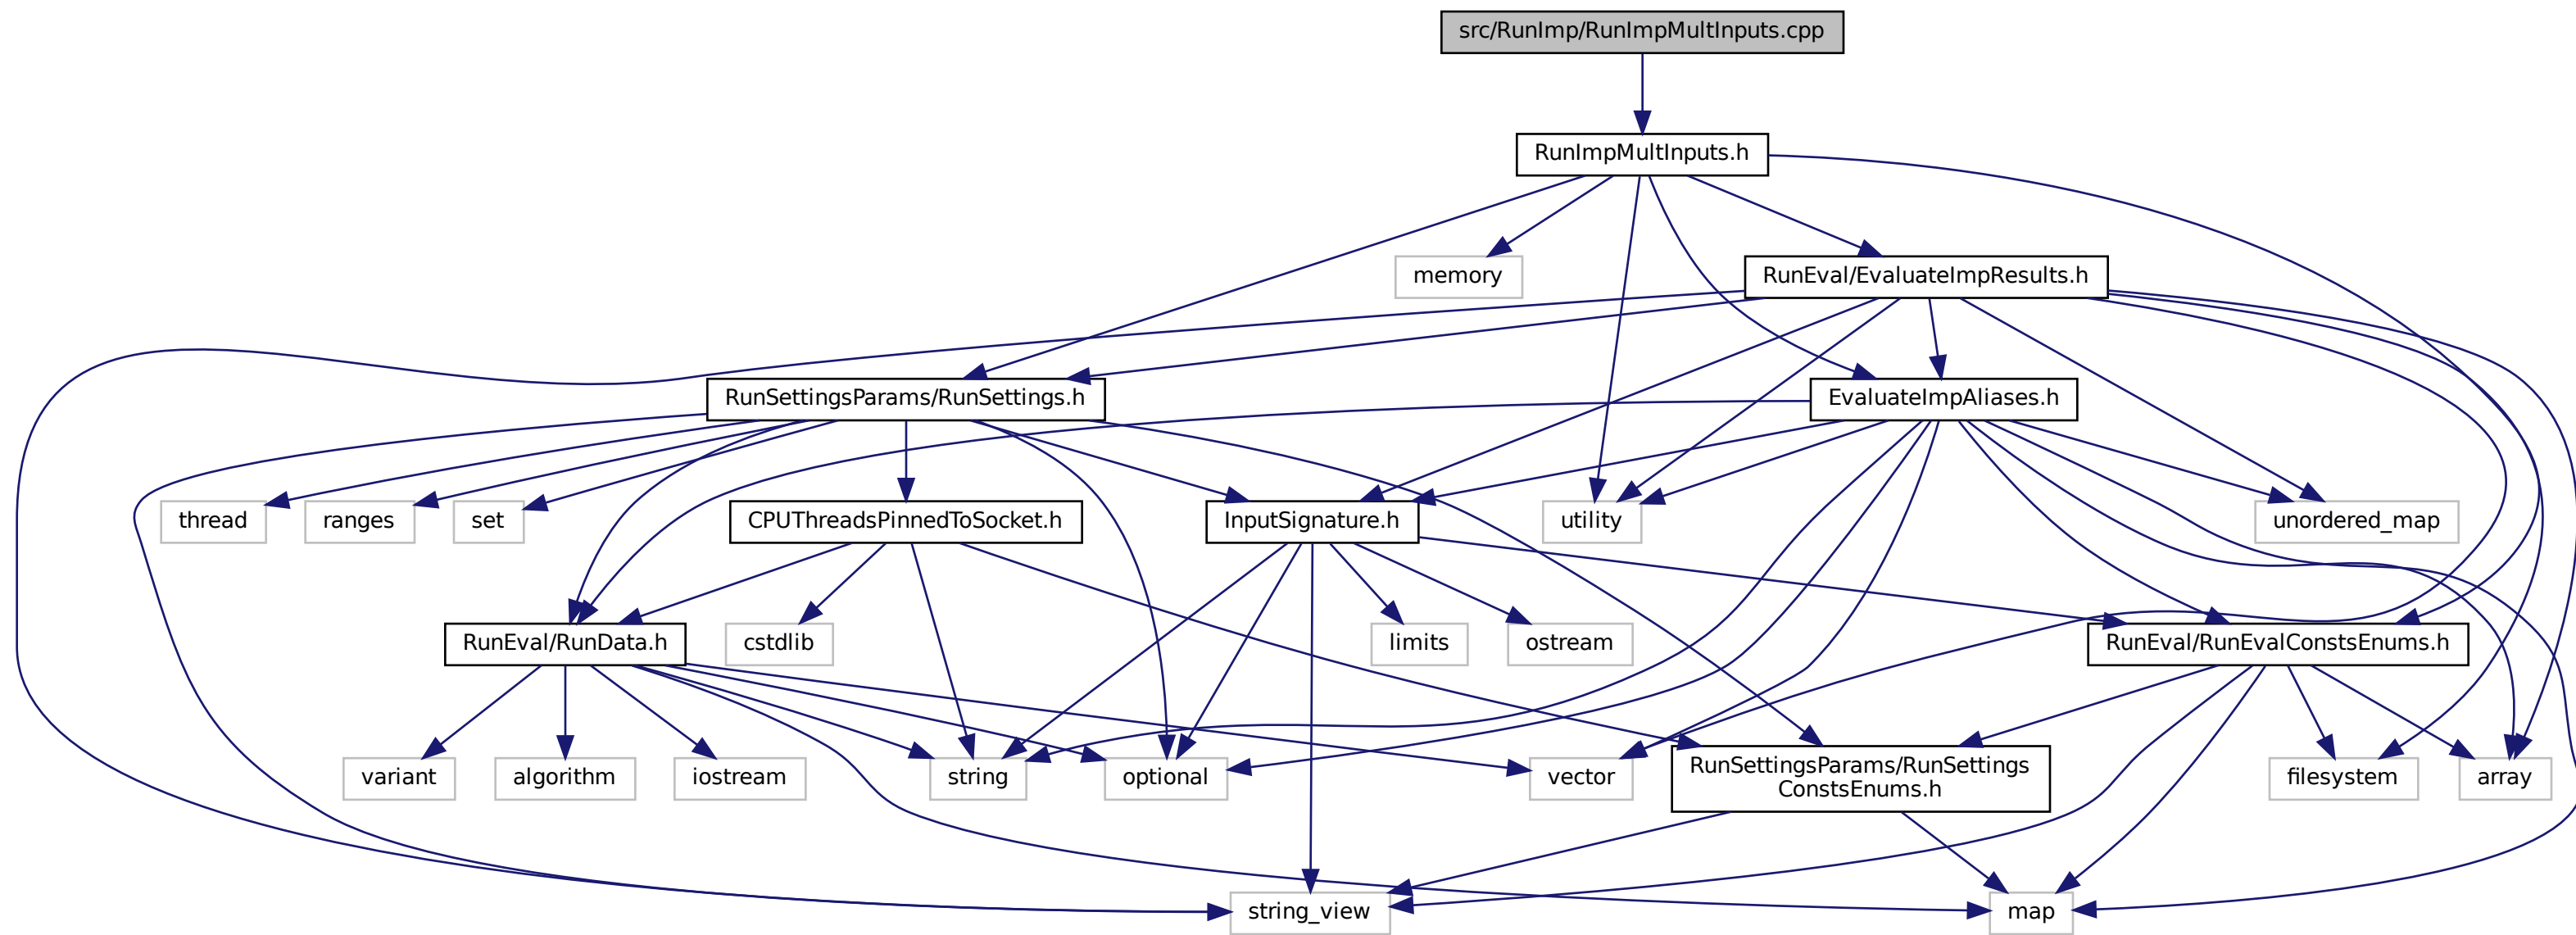 src/RunImp/RunImpMultInputs.cpp
RunImpMultInputs.h
memory
RunEval/EvaluateImpResults.h
RunSettingsParams/RunSettings.h
EvaluateImpAliases.h
thread
ranges
set
CPUThreadsPinnedToSocket.h
InputSignature.h
utility
unordered_map
RunEval/RunData.h
cstdlib
limits
ostream
RunEval/RunEvalConstsEnums.h
variant
algorithm
iostream
string
optional
vector
RunSettingsParams/RunSettings
ConstsEnums.h
filesystem
array
string_view
map